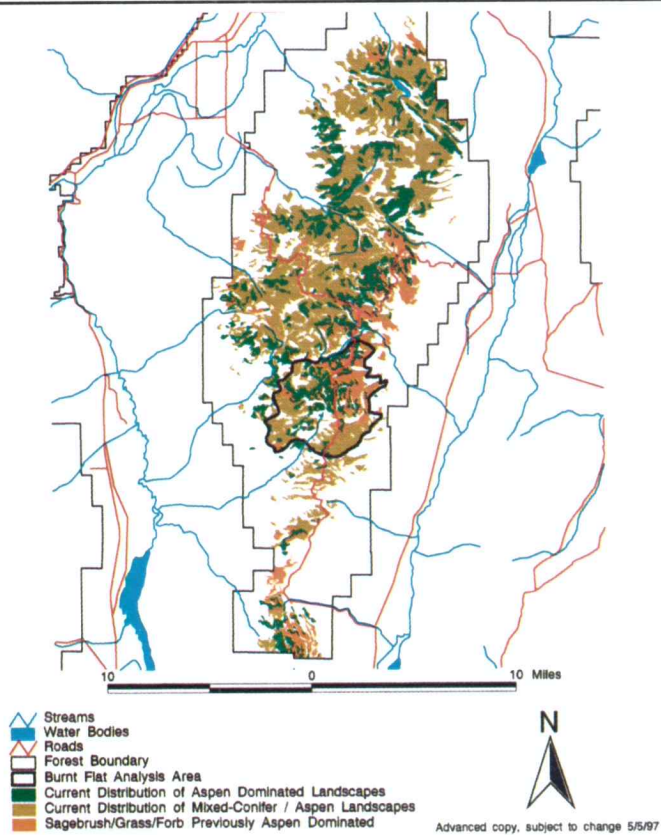 10 0 10 Miles
Streams
Water Bodies
Roads
Forest Boundary
Burnt Flat Analysis Area
Current Distribution of Aspen Dominated Landscapes
Current Distribution of Mixed-Conifer / Aspen Landscapes
Sagebrush/Grass/Forb Previously Aspen Dominated
N
Advanced copy, subject to change 5/5/97